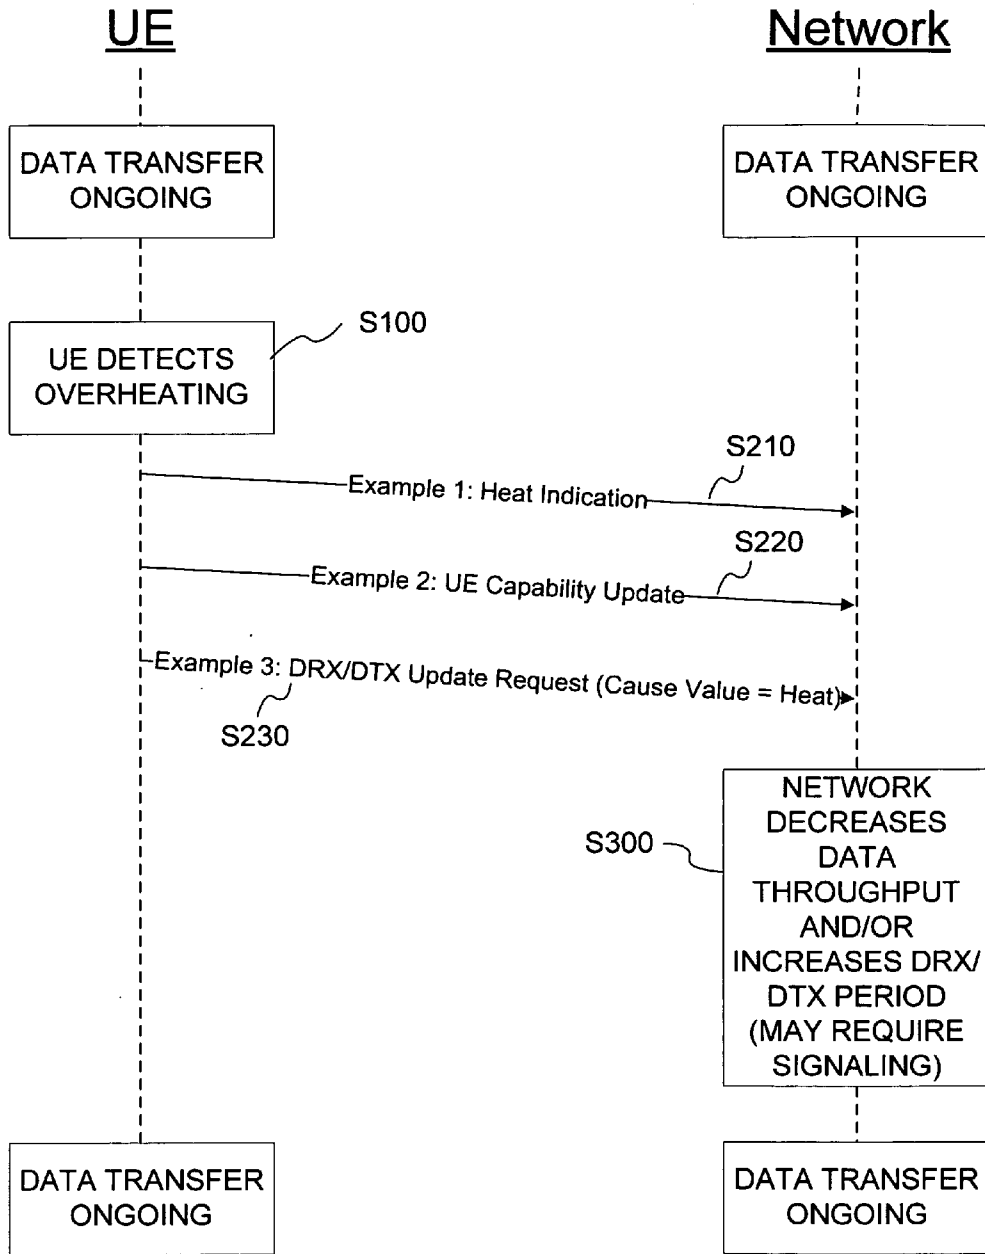 UE
Network
DATA TRANSFER
ONGOING
DATA TRANSFER
ONGOING
S100
UE DETECTS
OVERHEATING
S210
Example 1: Heat Indication
S220
Example 2: UE Capability Update
Example 3: DRX/DTX Update Request (Cause Value = Heat)
S230
S300
NETWORK
DECREASES
DATA
THROUGHPUT
AND/OR
INCREASES DRX/
DTX PERIOD
(MAY REQUIRE
SIGNALING)
DATA TRANSFER
ONGOING
DATA TRANSFER
ONGOING